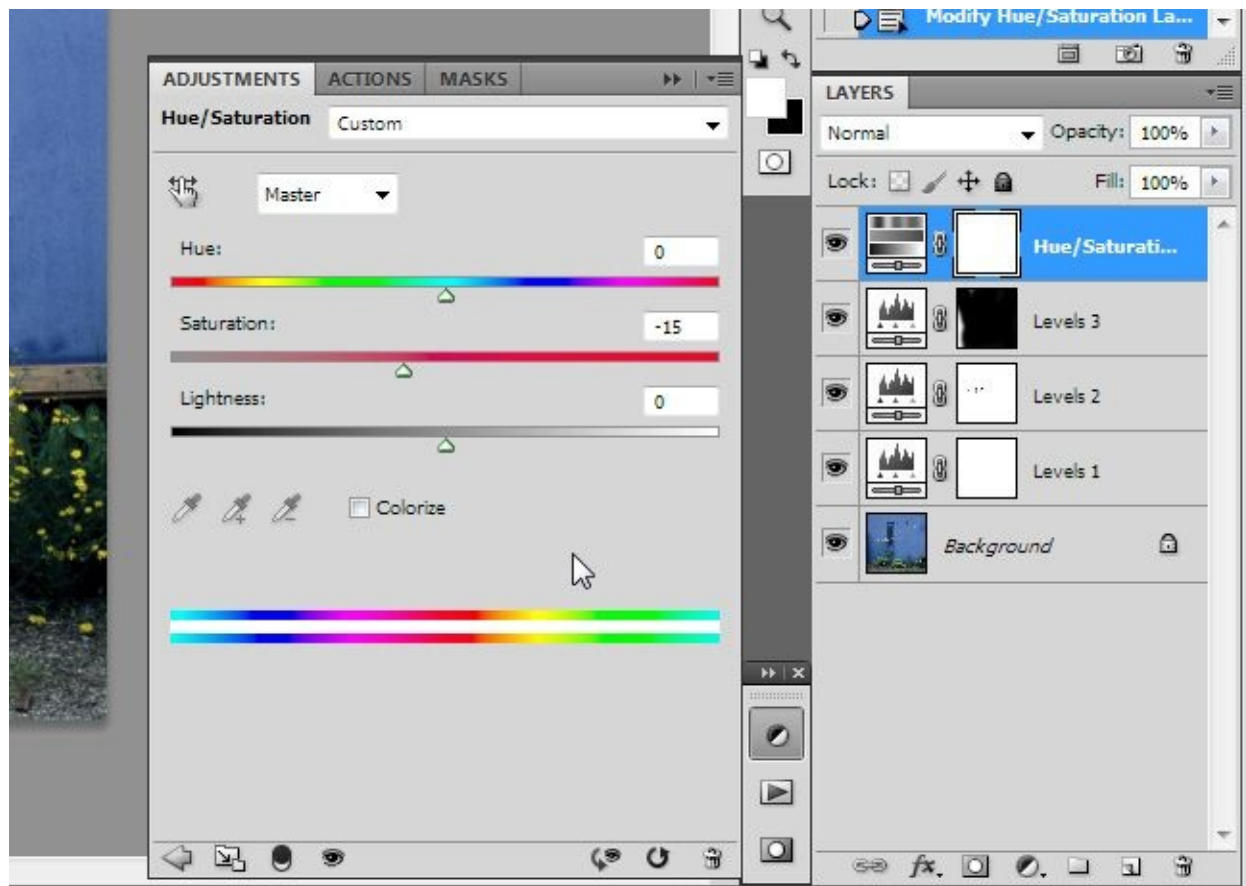 Modify Hue/Saturation La...
ADJUSTMENTS ACTIONS MASKS
Hue/Saturation Custom
Master
Hue: 0
Saturation: -15
Lightness: 0
Colorize
LAYERS
Normal Opacity: 100%
Lock: Fill: 100%
Hue/Saturati...
Levels 3
Levels 2
Levels 1
Background
fx.